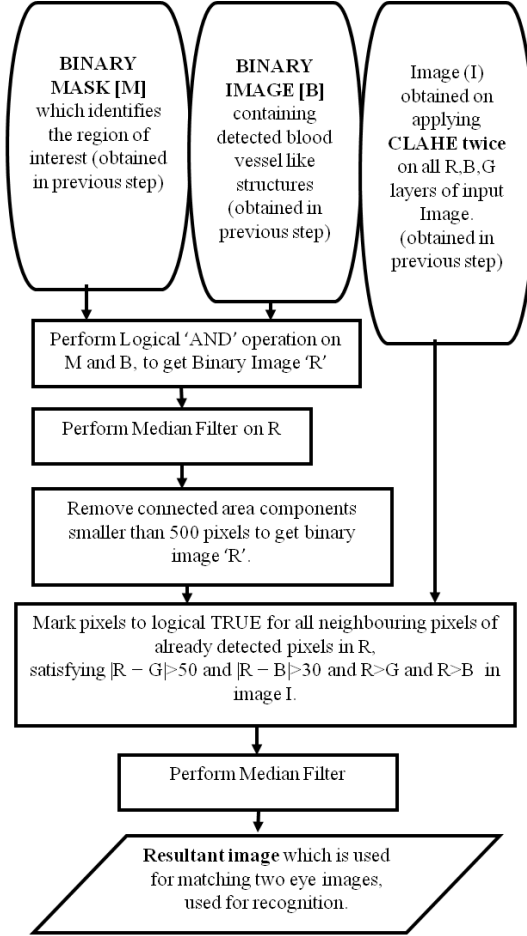 BINARY
MASK [M]
which identifies
the region of
interest (obtained
in previous step)
BINARY
IMAGE [B]
containing
detected blood
vessel like
structures
(obtained in
previous step)
Image (I)
obtained on
applying
CLAHE twice
on all R,B,G
layers of input
Image.
(obtained in
previous step)
Perform Logical ‘AND’ operation on
M and B, to get Binary Image ‘R’
Perform Median Filter on R
Remove connected area components
smaller than 500 pixels to get binary
image ‘R’.
Mark pixels to logical TRUE for all neighbouring pixels of
already detected pixels in R,
satisfying |R − G|>50 and |R − B|>30 and R>G and R>B in
image I.
Perform Median Filter
Resultant image which is used
for matching two eye images,
used for recognition.